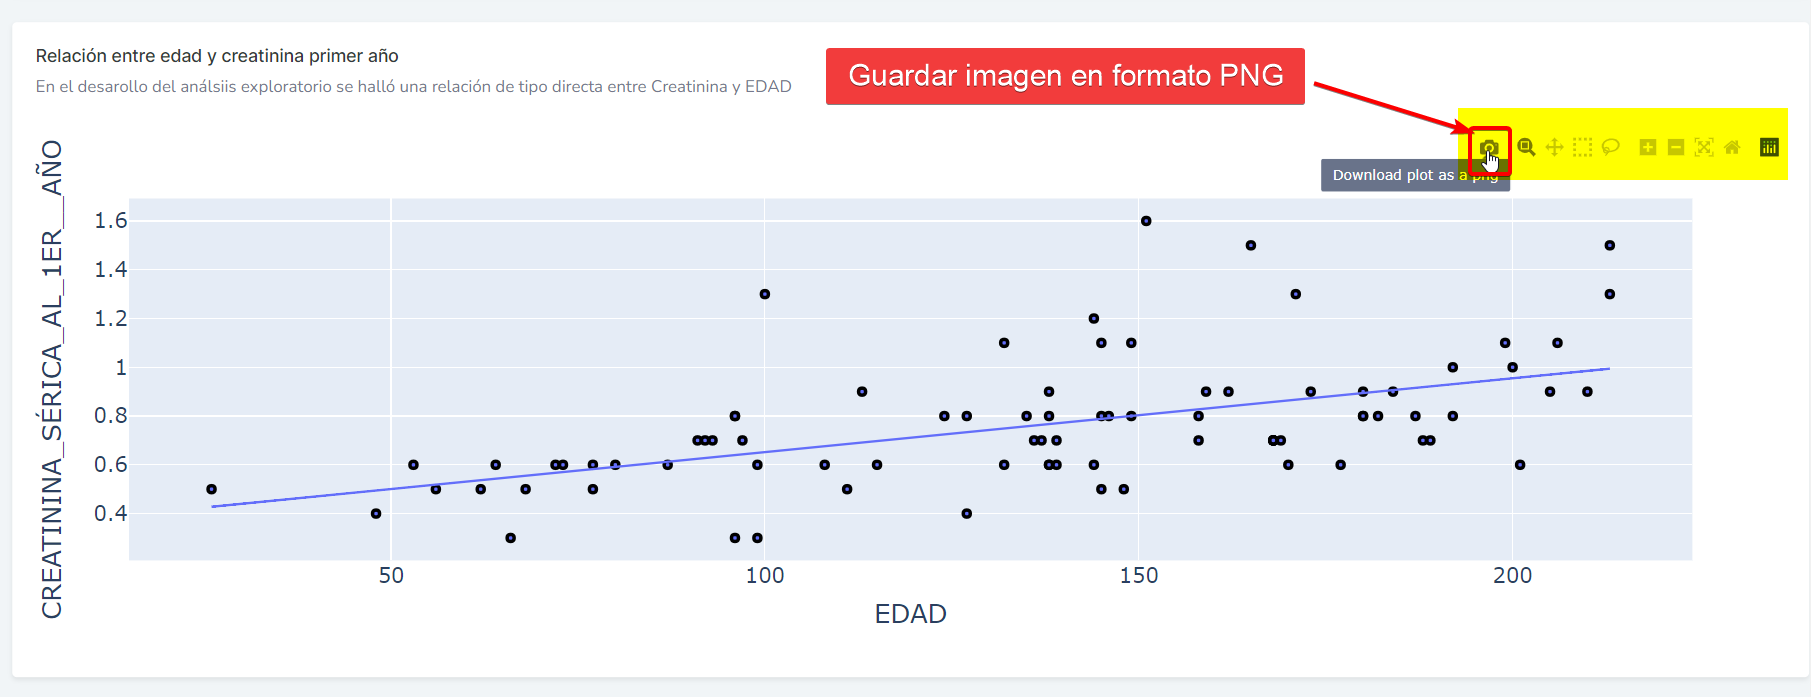 Relación entre edad y creatinina primer año
En el desarollo del análsiis exploratorio se halló una relación de tipo directa entre Creatinina y EDAD
Guardar imagen en formato PNG
Download plot as a png
CREATININA_SÉRICA_AL_1ER__AÑO
1.6
1.4
1.2
1
0.8
0.6
0.4
50
100
150
200
EDAD